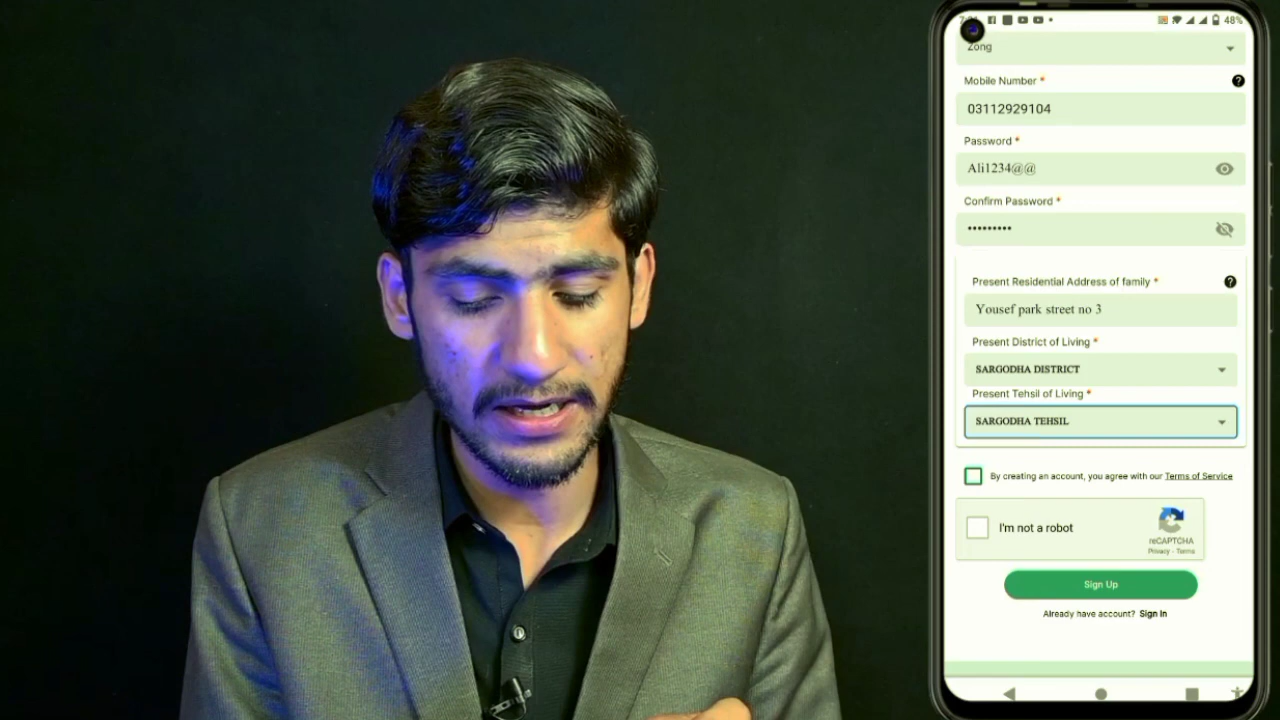 48%
Zong
Mobile Number *
03112929104
Password *
Ali1234@@
Confirm Password *
•••••••••
Present Residential Address of family *
Yousef park street no 3
Present District of Living *
SARGODHA DISTRICT
Present Tehsil of Living *
SARGODHA TEHSIL
By creating an account, you agree with our Terms of Service
I'm not a robot
reCAPTCHA
Privacy - Terms
Sign Up
Already have account? Sign In